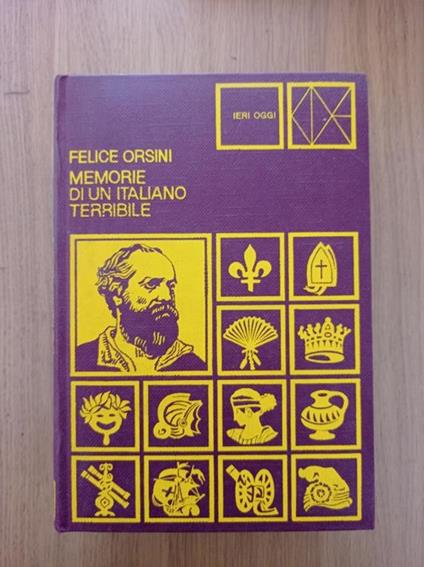 IERI OGGI
FELICE ORSINI
MEMORIE
DI UN ITALIANO
TERRIBILE